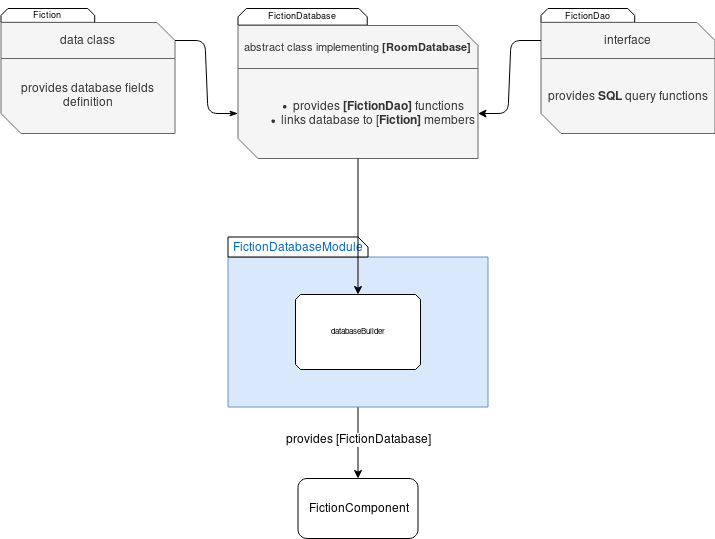 Fiction
data class
provides database fields
definition
FictionDatabase
abstract class implementing [RoomDatabase]
• provides [FictionDao] functions
• links database to [Fiction] members
FictionDao
interface
provides SQL query functions
FictionDatabaseModule
databaseBuilder
provides [FictionDatabase]
FictionComponent